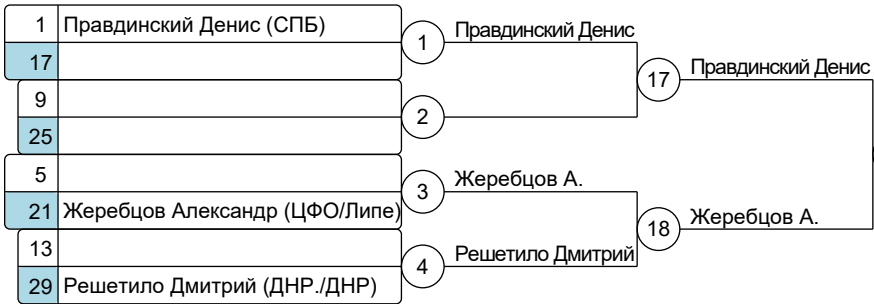 1 Правдинский Денис (СПБ)
17
9
25
5
21 Жеребцов Александр (ЦФО/Липе)
13
29 Решетило Дмитрий (ДНР./ДНР)
1 Правдинский Денис
2
3 Жеребцов А.
4 Решетило Дмитрий
17 Правдинский Денис
18 Жеребцов А.